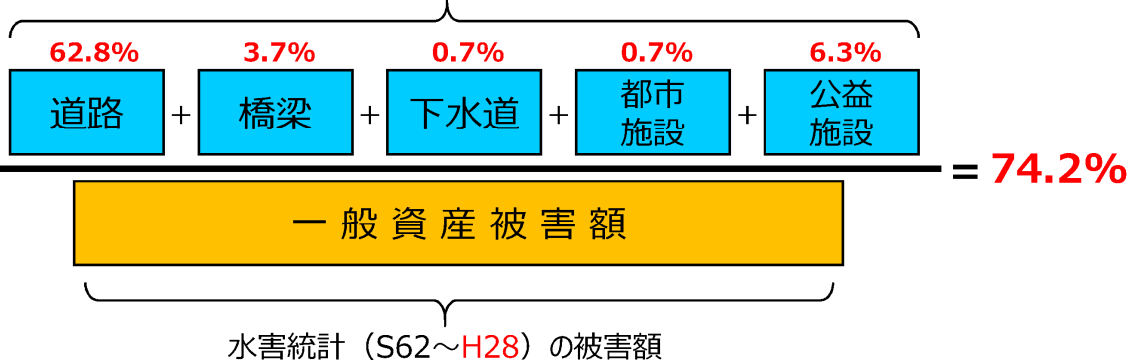 62.8% 3.7% 0.7% 0.7% 6.3%
道路 + 橋梁 + 下水道 + 都市施設 + 公益施設
= 74.2%
一般資産被害額
水害統計(S62~H28)の被害額